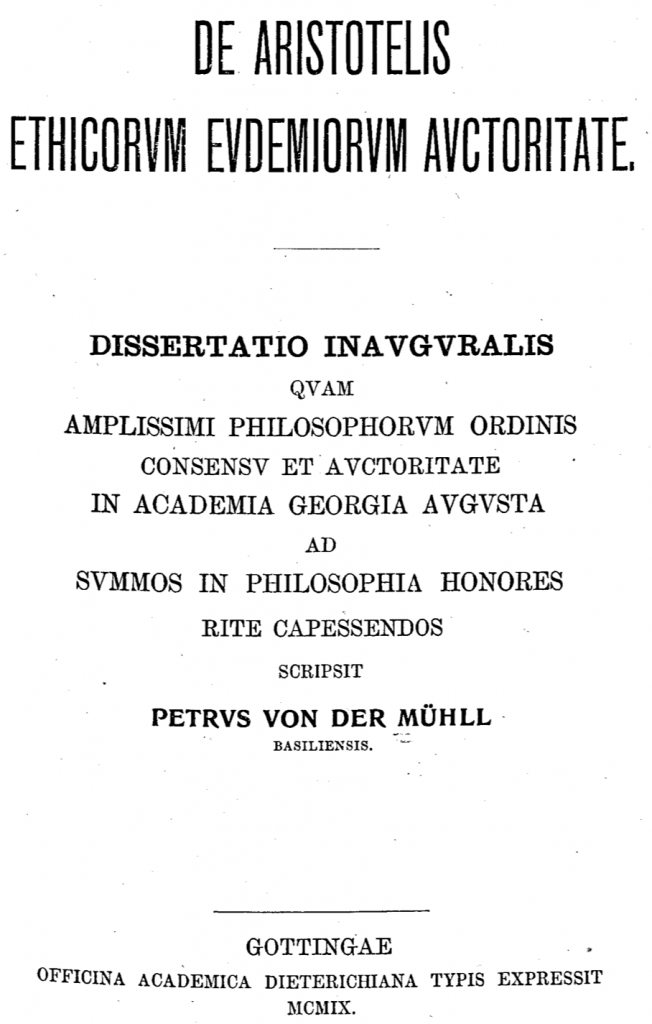 DE ARISTOTELIS
ETHICORVM EVDEMIORVM AVCTORITATE.
DISSERTATIO INAVGVRALIS
QVAM
AMPLISSIMI PHILOSOPHORVM ORDINIS
CONSENSV ET AVCTORITATE
IN ACADEMIA GEORGIA AVGVSTA
AD
SVMMOS IN PHILOSOPHIA HONORES
RITE CAPESSENDOS
SCRIPSIT
PETRVS VON DER MÜHLL
BASILIENSIS.
GOTTINGAE
OFFICINA ACADEMICA DIETERICHIANA TYPIS EXPRESSIT
MCMIX.